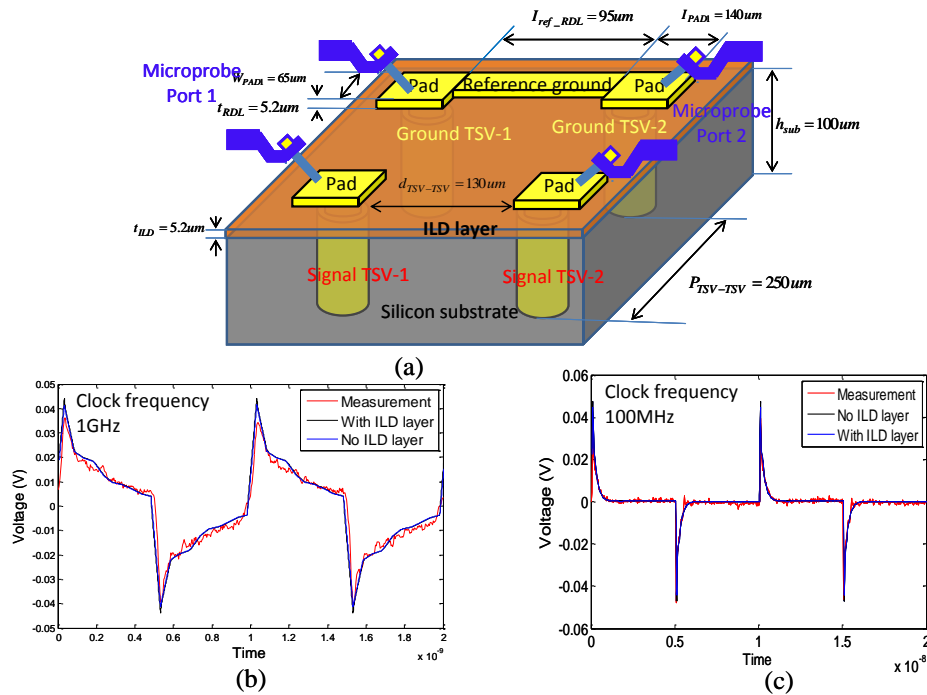 I_ref_RDL = 95um
I_PAD1 = 140um
Microprobe
Port 1
W_PAD1 = 65um
t_RDL = 5.2um
Pad
Reference ground
Pad
Microprobe
Port 2
Ground TSV-1
Ground TSV-2
h_sub = 100um
Pad
d_TSV-TSV = 130um
Pad
t_ILD = 5.2um
ILD layer
Signal TSV-1
Signal TSV-2
P_TSV-TSV = 250um
Silicon substrate
(a)
Clock frequency
1GHz
Measurement
With ILD layer
No ILD layer
Voltage (V)
0.05
0.04
0.03
0.02
0.01
0
-0.01
-0.02
-0.03
-0.04
-0.05
0 0.2 0.4 0.6 0.8 1 1.2 1.4 1.6 1.8 2
Time
x 10^-9
(b)
Clock frequency
100MHz
Measurement
No ILD layer
With ILD layer
Voltage (V)
0.06
0.04
0.02
0
-0.02
-0.04
-0.06
0 0.5 1.0 1.5 2.0
Time
x 10^-8
(c)